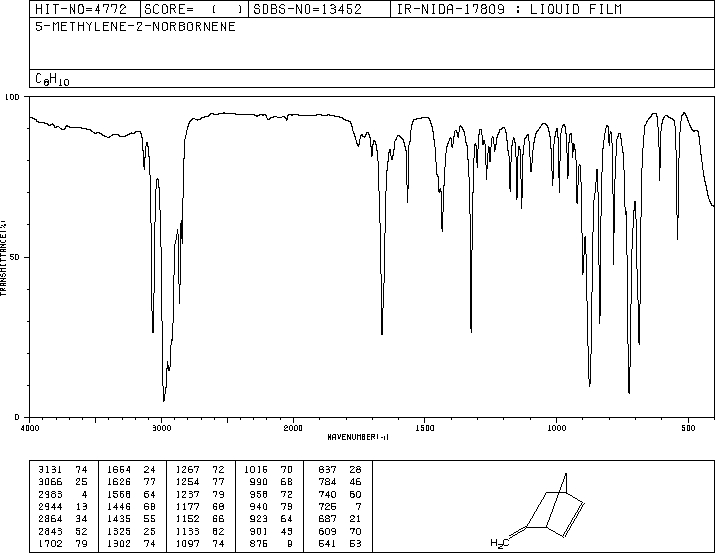 HIT-NO=4772 SCORE= ( ) SDBS-NO=13452 IR-NIDA-17809 : LIQUID FILM
5-METHYLENE-2-NORBORNENE
C8H10
100
50
0
TRANSMITTANCE(%)
4000 3000 2000 1500 1000 500
WAVENUMBER(-1)
3131 74 1664 24 1267 72 1016 70 837 28
3066 25 1626 77 1254 77 990 68 784 46
2983 4 1568 64 1237 79 958 72 740 60
2944 13 1446 68 1177 68 940 79 725 7
2864 34 1435 55 1152 66 923 64 687 21
2843 52 1325 25 1133 62 901 43 609 70
1702 79 1302 74 1097 74 876 9 541 53
H2C